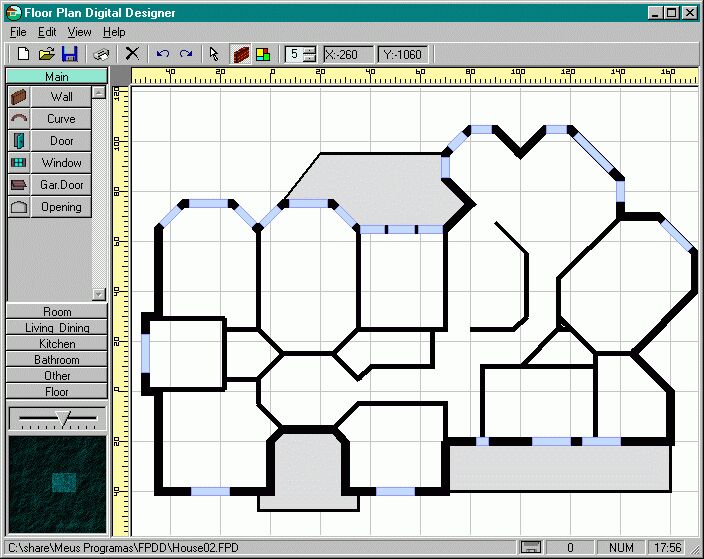 Floor Plan Digital Designer
File Edit View Help
5 X:-260 Y:-1060
Main
Wall
Curve
Door
Window
Gar.Door
Opening
Room
Living_Dining
Kitchen
Bathroom
Other
Floor
40 20 0 20 40 60 80 100 120 140 160
120
100
80
60
40
20
0
20
40
C:\share\Meus Programas\FPDD\House02.FPD
0 NUM 17:56